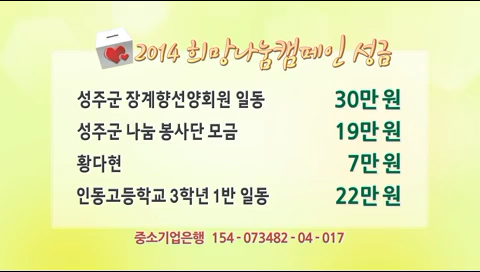 2014 희망나눔캠페인 성금
성주군 장계향선양회원 일동 30만원
성주군 나눔 봉사단 모금 19만원
황다현 7만원
인동고등학교 3학년 1반 일동 22만원
중소기업은행 154 - 073482 - 04 - 017